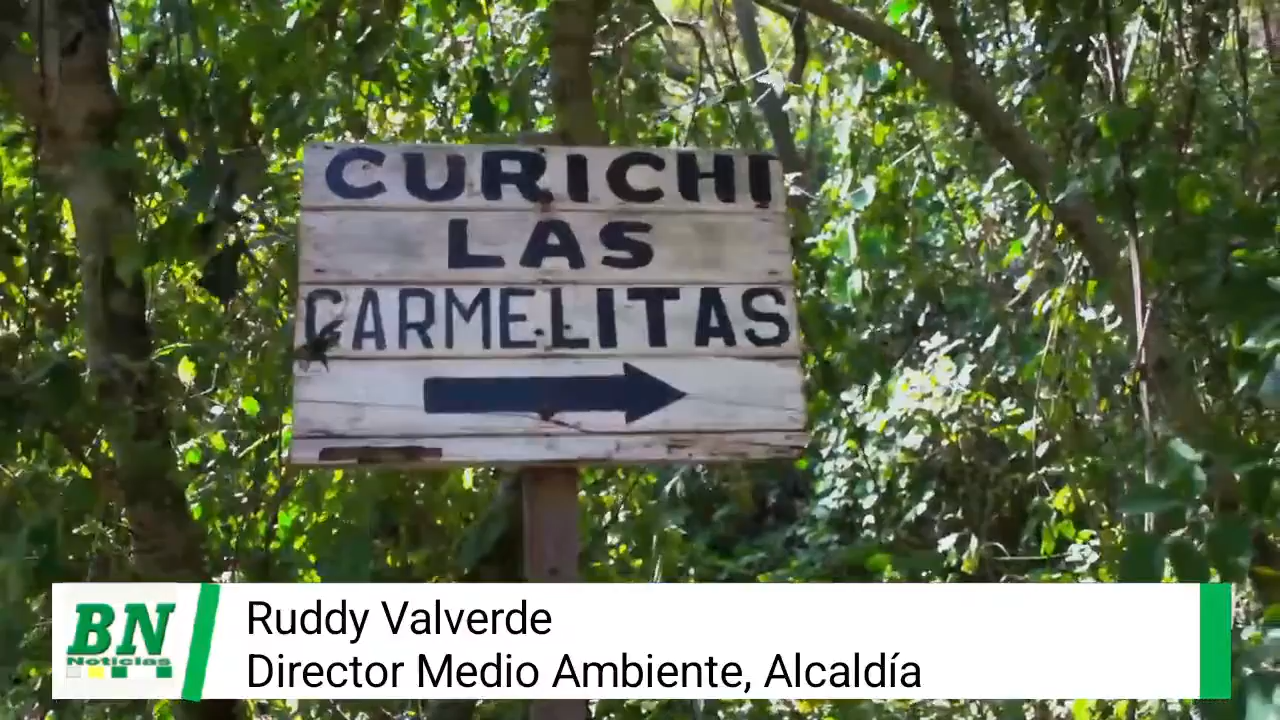 CURICHI
LAS
CARMELITAS
BN
Noticias
Ruddy Valverde
Director Medio Ambiente, Alcaldía